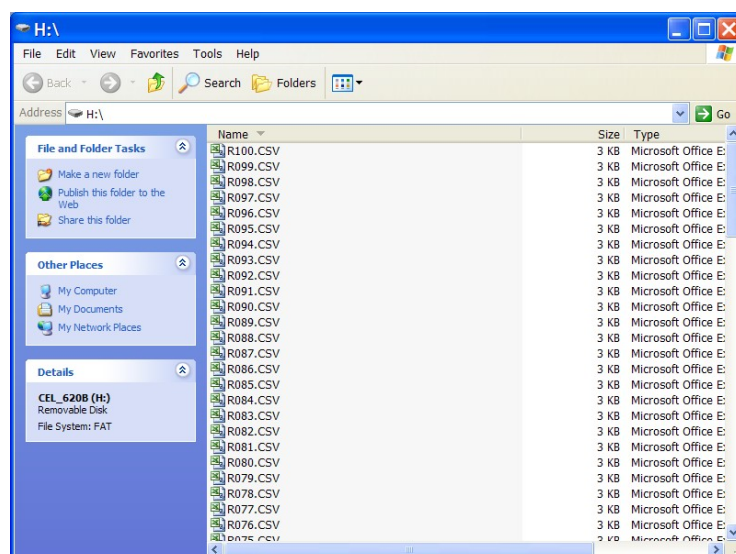 H:\
File Edit View Favorites Tools Help
Back Search Folders
Address H:\ Go
File and Folder Tasks
Make a new folder
Publish this folder to the
Web
Share this folder
Other Places
My Computer
My Documents
My Network Places
Details
CEL_620B (H:)
Removable Disk
File System: FAT
Name Size Type
R100.CSV 3 KB Microsoft Office E
R099.CSV 3 KB Microsoft Office E
R098.CSV 3 KB Microsoft Office E
R097.CSV 3 KB Microsoft Office E
R096.CSV 3 KB Microsoft Office E
R095.CSV 3 KB Microsoft Office E
R094.CSV 3 KB Microsoft Office E
R093.CSV 3 KB Microsoft Office E
R092.CSV 3 KB Microsoft Office E
R091.CSV 3 KB Microsoft Office E
R090.CSV 3 KB Microsoft Office E
R089.CSV 3 KB Microsoft Office E
R088.CSV 3 KB Microsoft Office E
R087.CSV 3 KB Microsoft Office E
R086.CSV 3 KB Microsoft Office E
R085.CSV 3 KB Microsoft Office E
R084.CSV 3 KB Microsoft Office E
R083.CSV 3 KB Microsoft Office E
R082.CSV 3 KB Microsoft Office E
R081.CSV 3 KB Microsoft Office E
R080.CSV 3 KB Microsoft Office E
R079.CSV 3 KB Microsoft Office E
R078.CSV 3 KB Microsoft Office E
R077.CSV 3 KB Microsoft Office E
R076.CSV 3 KB Microsoft Office E
R075.CSV 3 KB Microsoft Office E